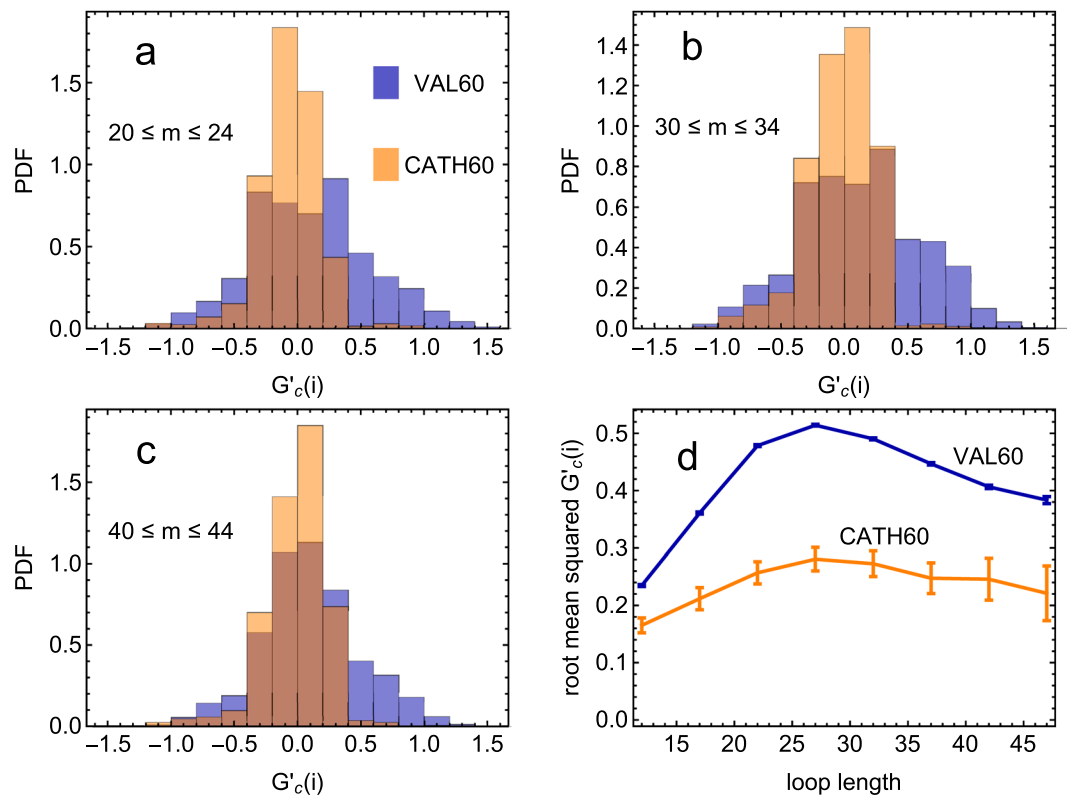 a
VAL60
CATH60
20 ≤ m ≤ 24
PDF
1.5
1.0
0.5
0.0
−1.5 −1.0 −0.5 0.0 0.5 1.0 1.5
G'c(i)
b
30 ≤ m ≤ 34
PDF
1.4
1.2
1.0
0.8
0.6
0.4
0.2
0.0
−1.5 −1.0 −0.5 0.0 0.5 1.0 1.5
G'c(i)
c
40 ≤ m ≤ 44
PDF
1.5
1.0
0.5
0.0
−1.5 −1.0 −0.5 0.0 0.5 1.0 1.5
G'c(i)
d
VAL60
CATH60
root mean squared G'c(i)
0.5
0.4
0.3
0.2
0.1
0.0
15 20 25 30 35 40 45
loop length